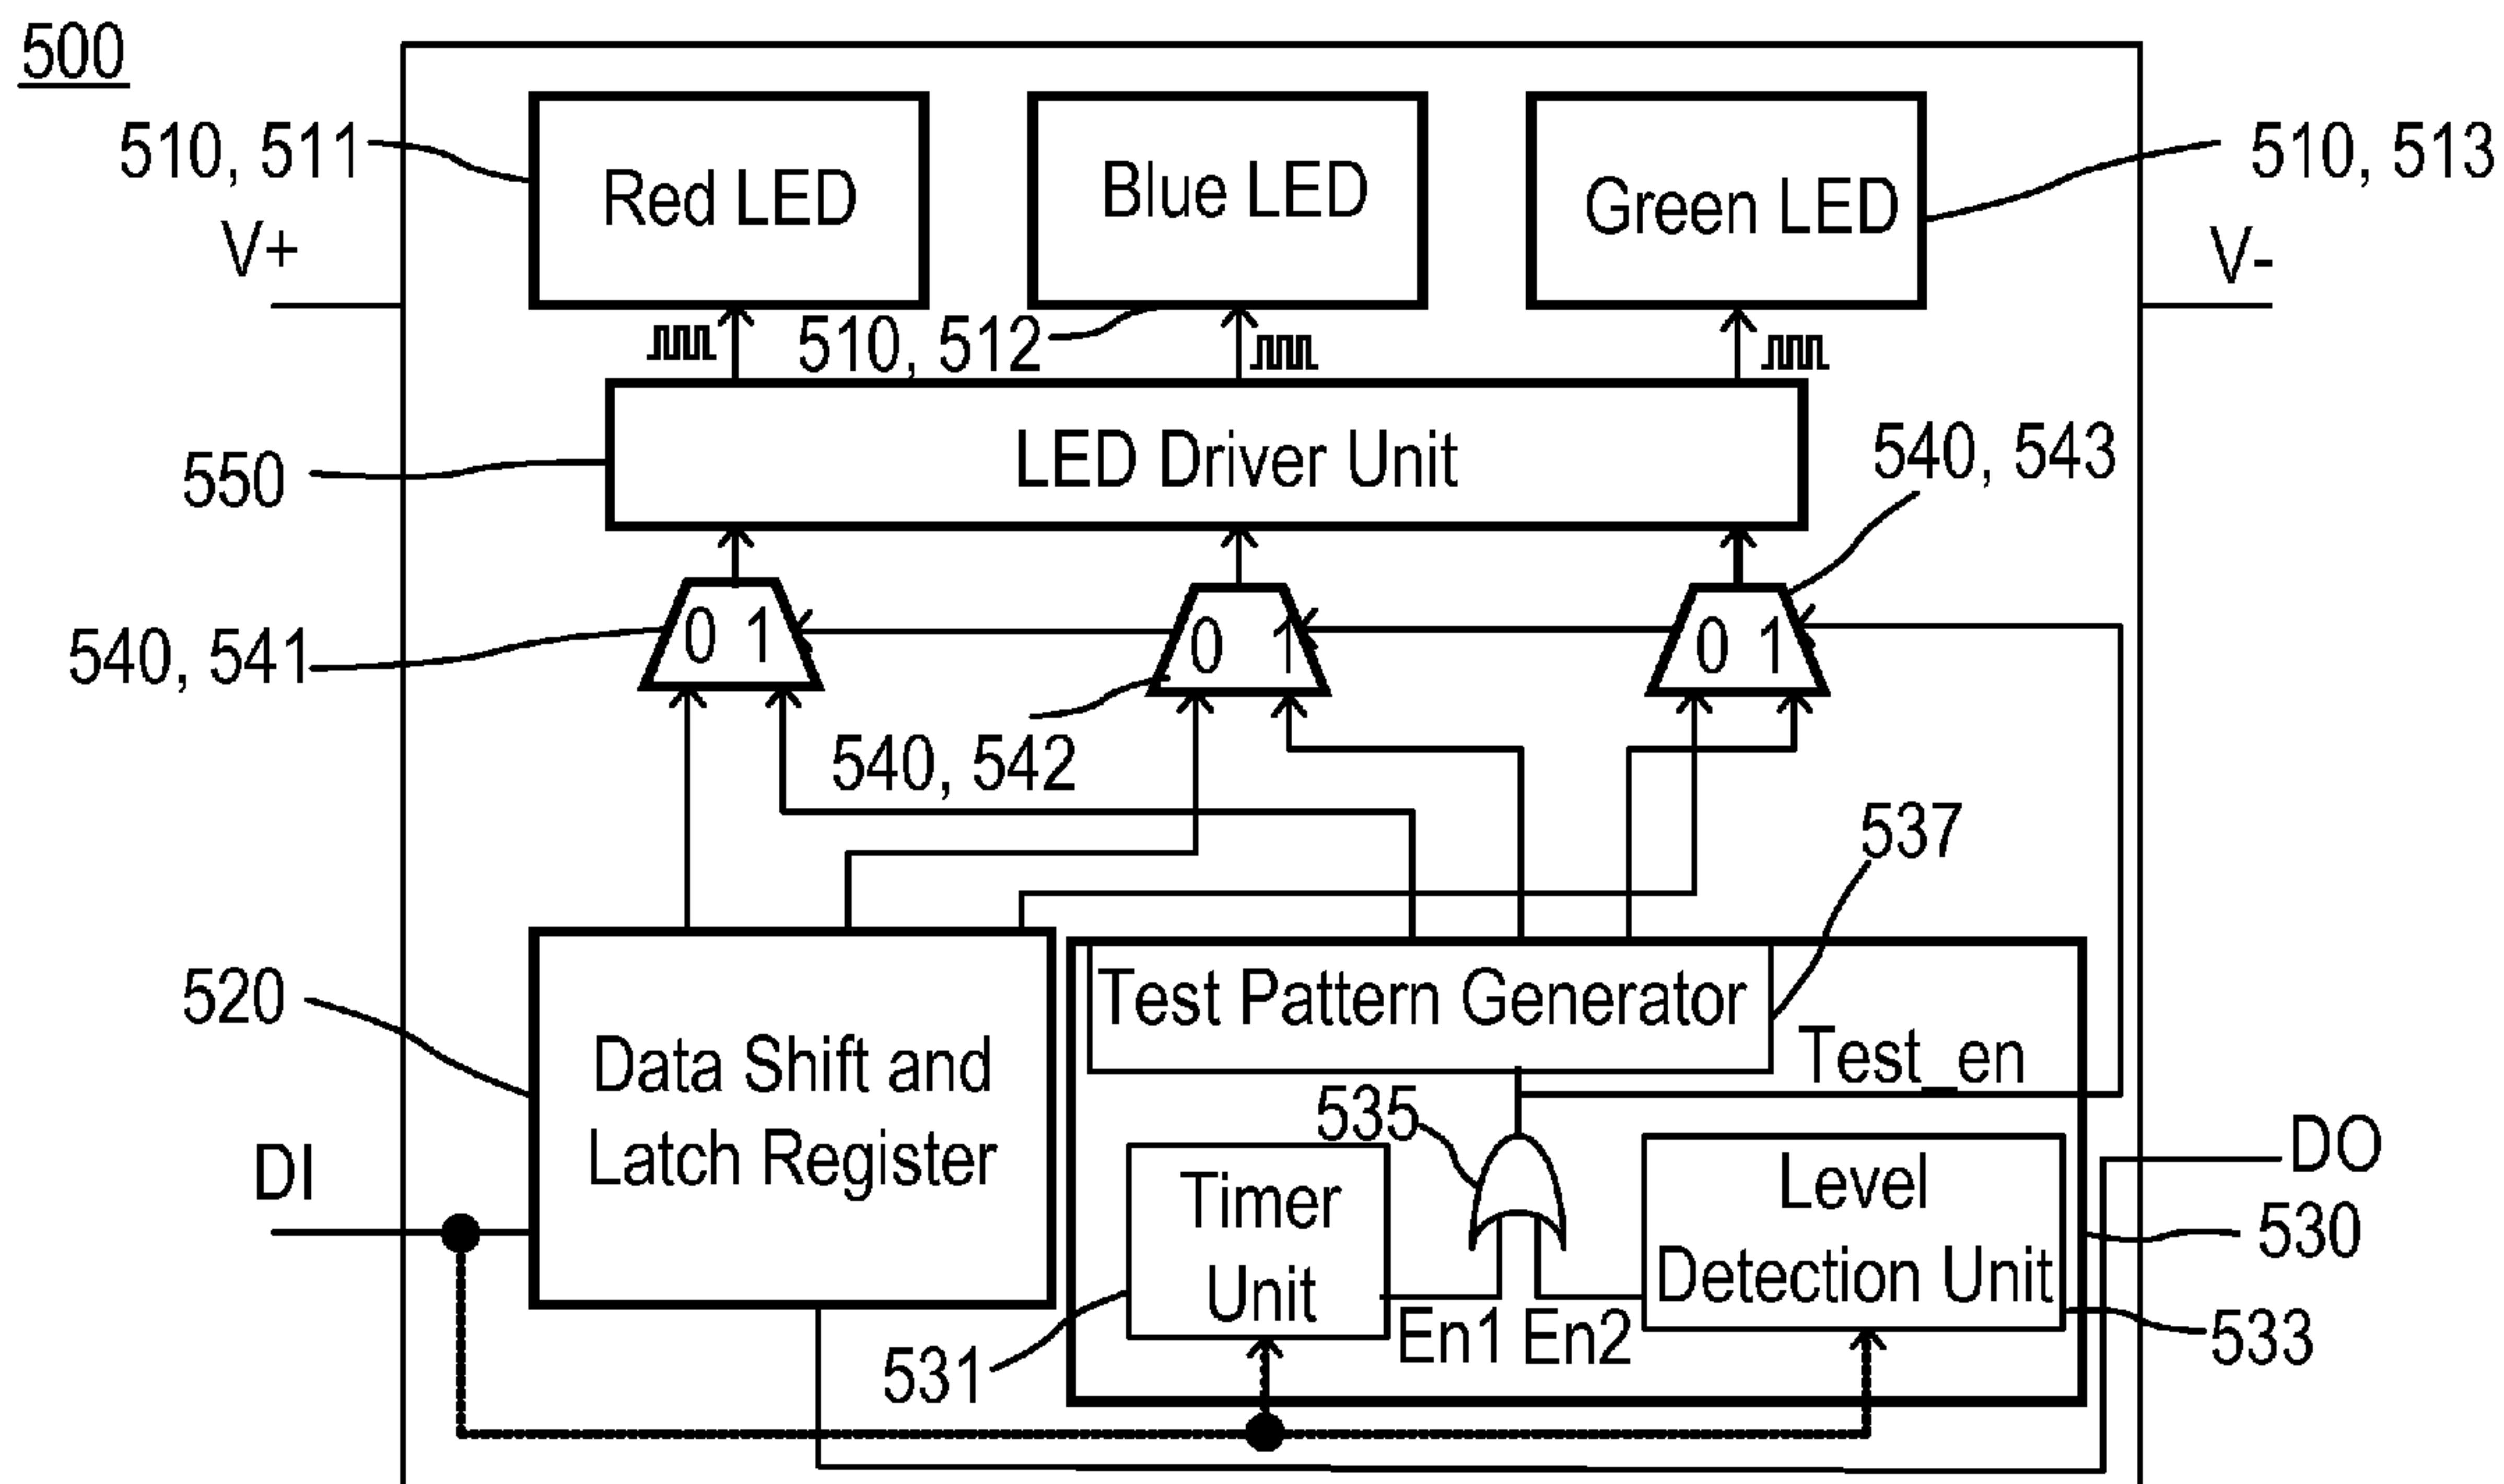 500
510, 511
Red LED
Blue LED
Green LED
510, 513
V+
V-
510, 512
550
LED Driver Unit
540, 543
540, 541
0 1
0 1
0 1
540, 542
537
520
Data Shift and
Latch Register
Test Pattern Generator
Test_en
535
DI
Timer
Unit
Level
Detection Unit
DO
530
En1
En2
531
533